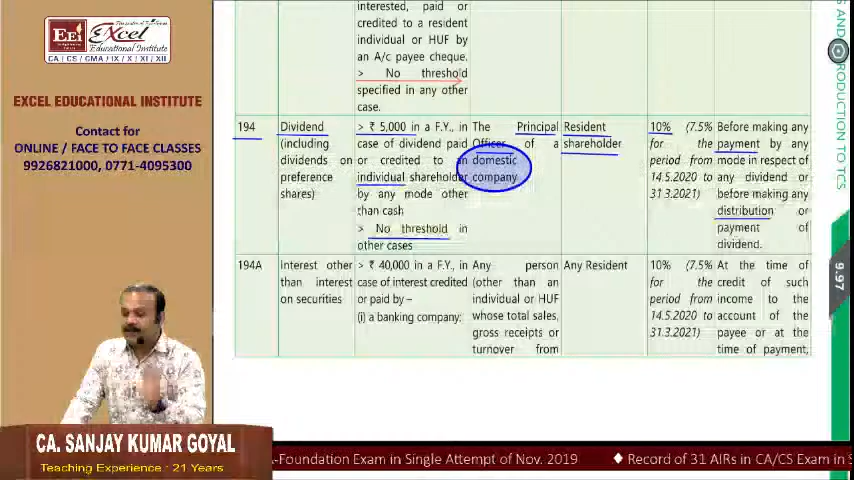 EEi
Excel
Educational Institute
CA / CS / CMA / IX / X / XI / XII
EXCEL EDUCATIONAL INSTITUTE
Contact for
ONLINE / FACE TO FACE CLASSES
9926821000, 0771-4095300
interested, paid or
credited to a resident
individual or HUF by
an A/c payee cheque.
> No threshold
specified in any other
case.
194
Dividend
(including
dividends on
preference
shares)
> ₹ 5,000 in a F.Y., in
case of dividend paid
or credited to an
individual shareholder
by any mode other
than cash
> No threshold in
other cases
The Principal
Officer of a
domestic
company
Resident
shareholder
10% (7.5%
for the
period from
14.5.2020 to
31.3.2021)
Before making any
payment by any
mode in respect of
any dividend or
before making any
distribution or
payment of
dividend.
194A
Interest other
than interest
on securities
> ₹ 40,000 in a F.Y., in
case of interest credited
or paid by –
(i) a banking company;
Any person
(other than an
individual or HUF
whose total sales,
gross receipts or
turnover from
Any Resident
10% (7.5%
for the
period from
14.5.2020 to
31.3.2021)
At the time of
credit of such
income to the
account of the
payee or at the
time of payment,
S AND
RODUCTION TO TCS
9.97
CA. SANJAY KUMAR GOYAL
Teaching Experience : 21 Years
A-Foundation Exam in Single Attempt of Nov. 2019 ♦ Record of 31 AIRs in CA/CS Exam in S